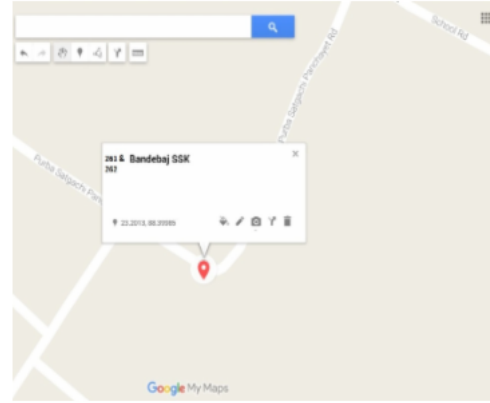 School Rd
Purba Satgachi Panchayet Rd
261 & Bandebaj SSK
262
Google My Maps